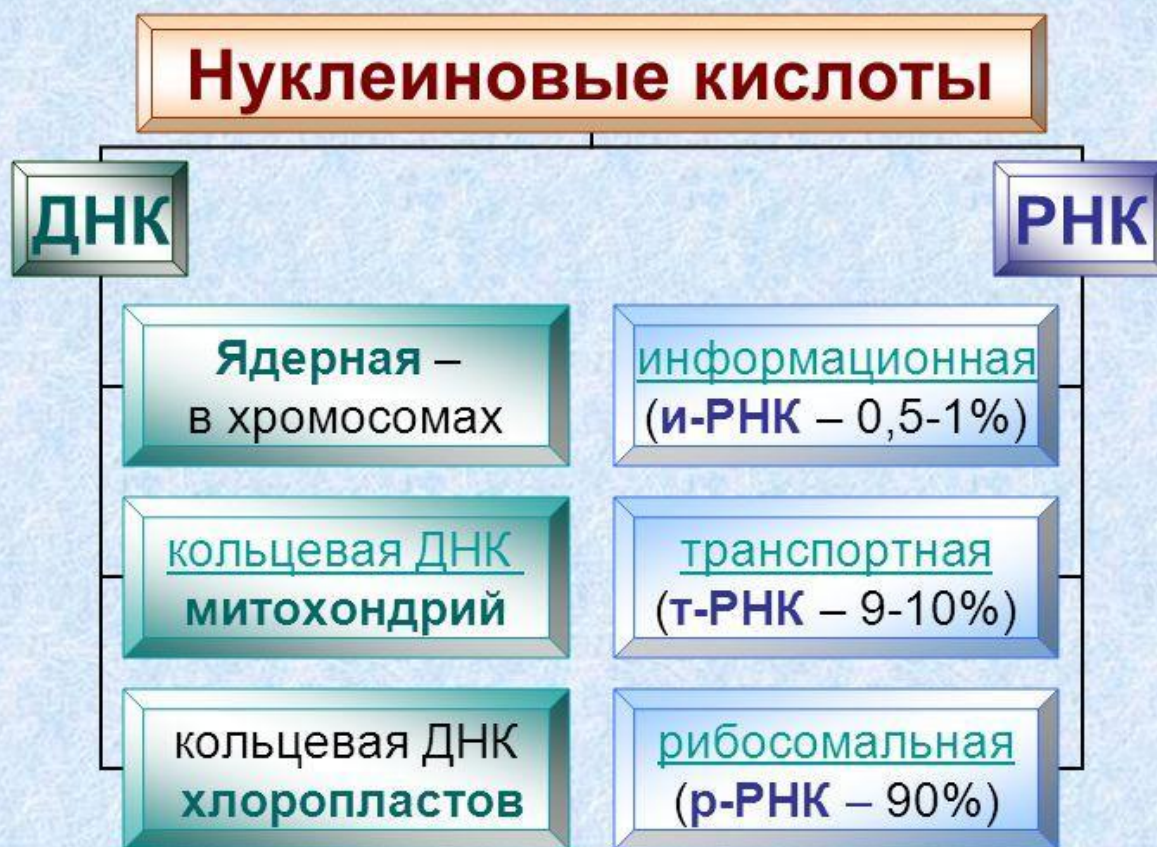 Нуклеиновые кислоты
ДНК
РНК
Ядерная –
в хромосомах
кольцевая ДНК
митохондрий
кольцевая ДНК
хлоропластов
информационная
(и-РНК – 0,5-1%)
транспортная
(т-РНК – 9-10%)
рибосомальная
(р-РНК – 90%)